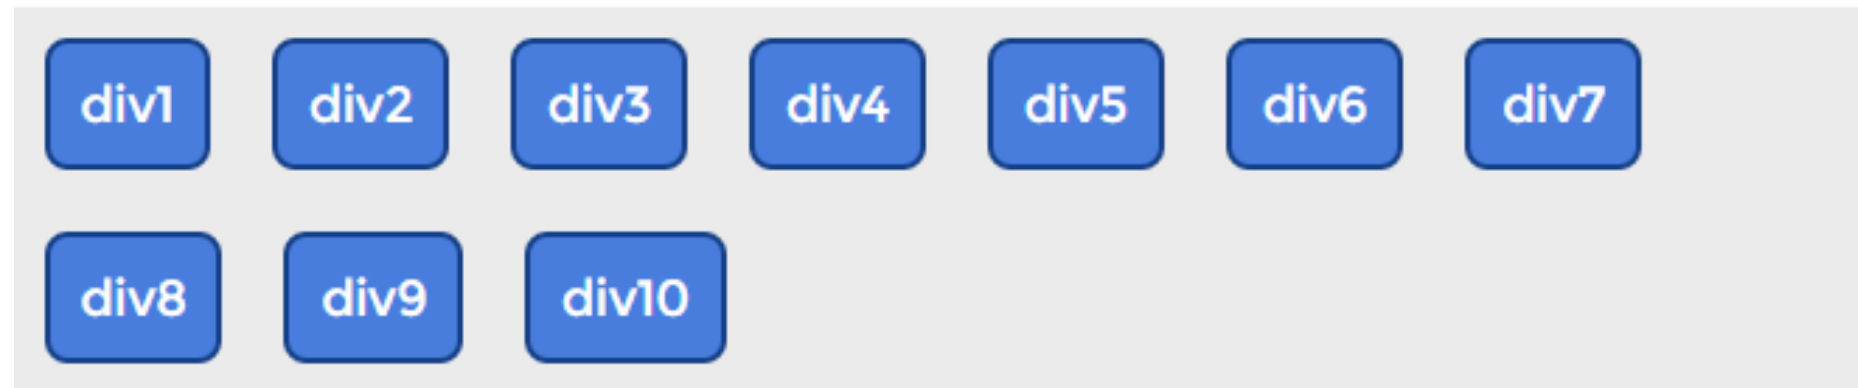 div1 div2 div3 div4 div5 div6 div7
div8 div9 div10